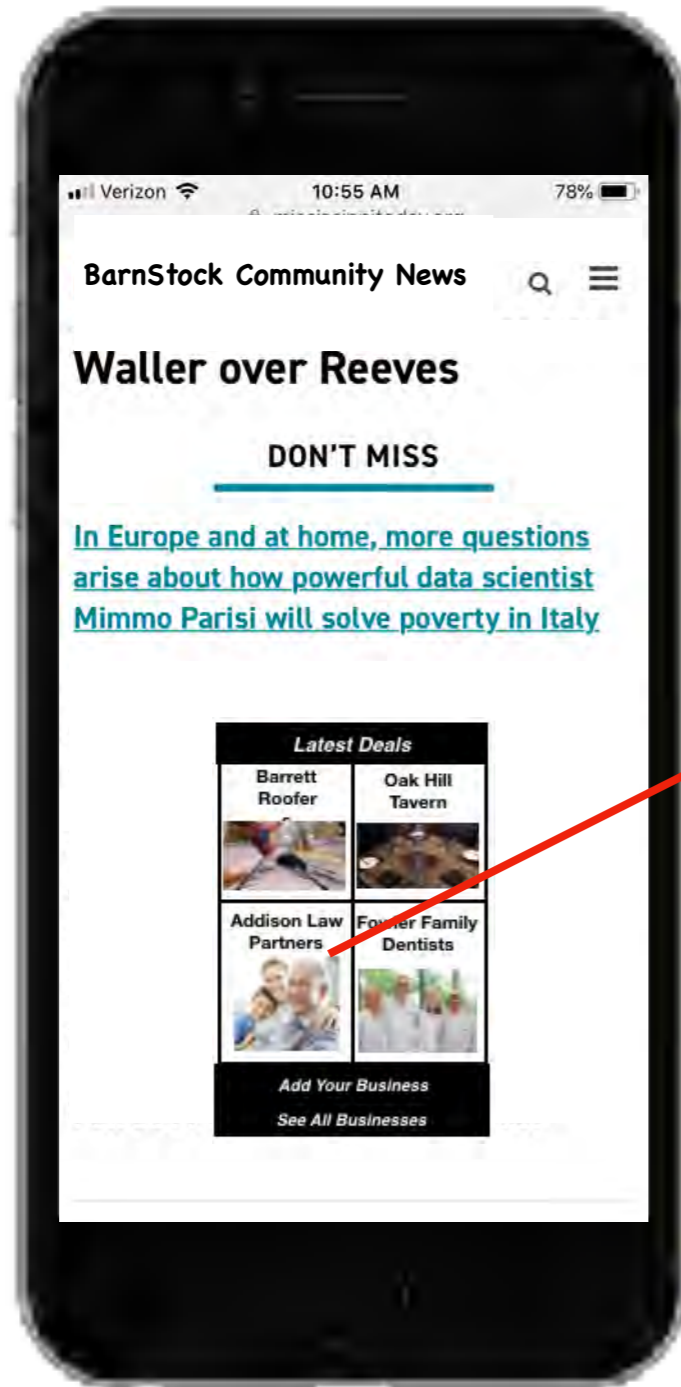 Verizon 10:55 AM 78%
BarnStock Community News
Waller over Reeves
DON'T MISS
In Europe and at home, more questions
arise about how powerful data scientist
Mimmo Parisi will solve poverty in Italy
Latest Deals
Barrett
Roofer
Oak Hill
Tavern
Addison Law
Partners
Family
Dentists
Add Your Business
See All Businesses